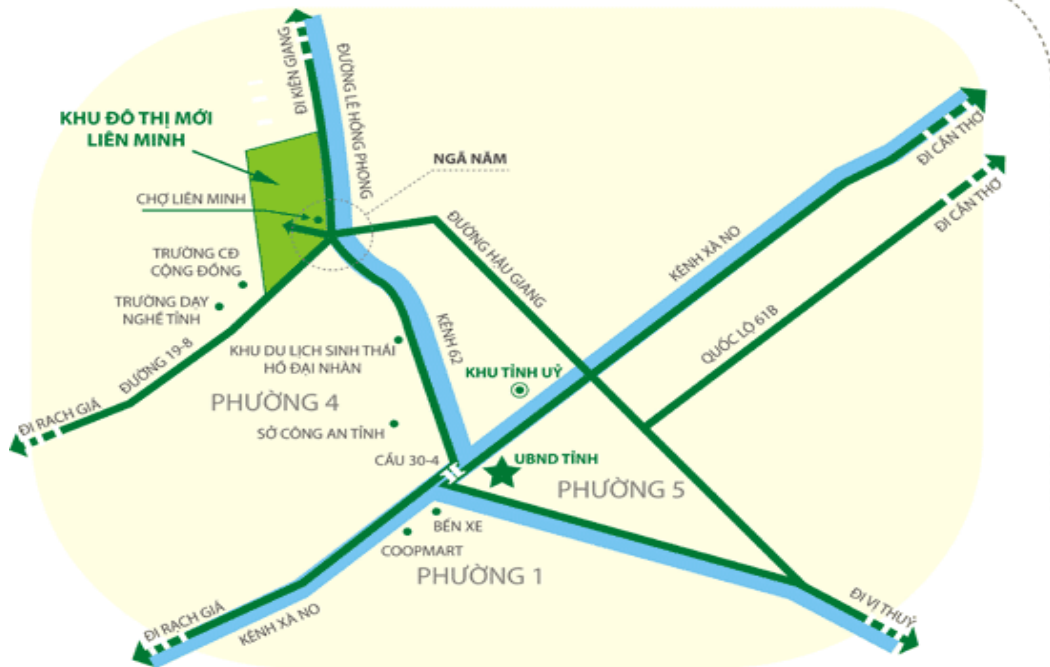 ĐI KIÊN GIANG
ĐƯỜNG LÊ HỒNG PHONG
KHU ĐÔ THỊ MỚI
LIÊN MINH
ĐI CẦN THƠ
NGÃ NĂM
CHỢ LIÊN MINH
ĐI CẦN THƠ
ĐƯỜNG HẬU GIANG
KÊNH XÀ NO
TRƯỜNG CĐ
CỘNG ĐỒNG
TRƯỜNG DẠY
NGHỀ TỈNH
KÊNH 62
QUỐC LỘ 61B
KHU DU LỊCH SINH THÁI
HỒ ĐẠI NHÀN
ĐƯỜNG 19-8
KHU TỈNH UỶ
PHƯỜNG 4
ĐI RẠCH GIÁ
SỞ CÔNG AN TỈNH
CẦU 30-4
UBND TỈNH
PHƯỜNG 5
BẾN XE
COOPMART
PHƯỜNG 1
ĐI RẠCH GIÁ
KÊNH XÀ NO
ĐI VỊ THUỶ